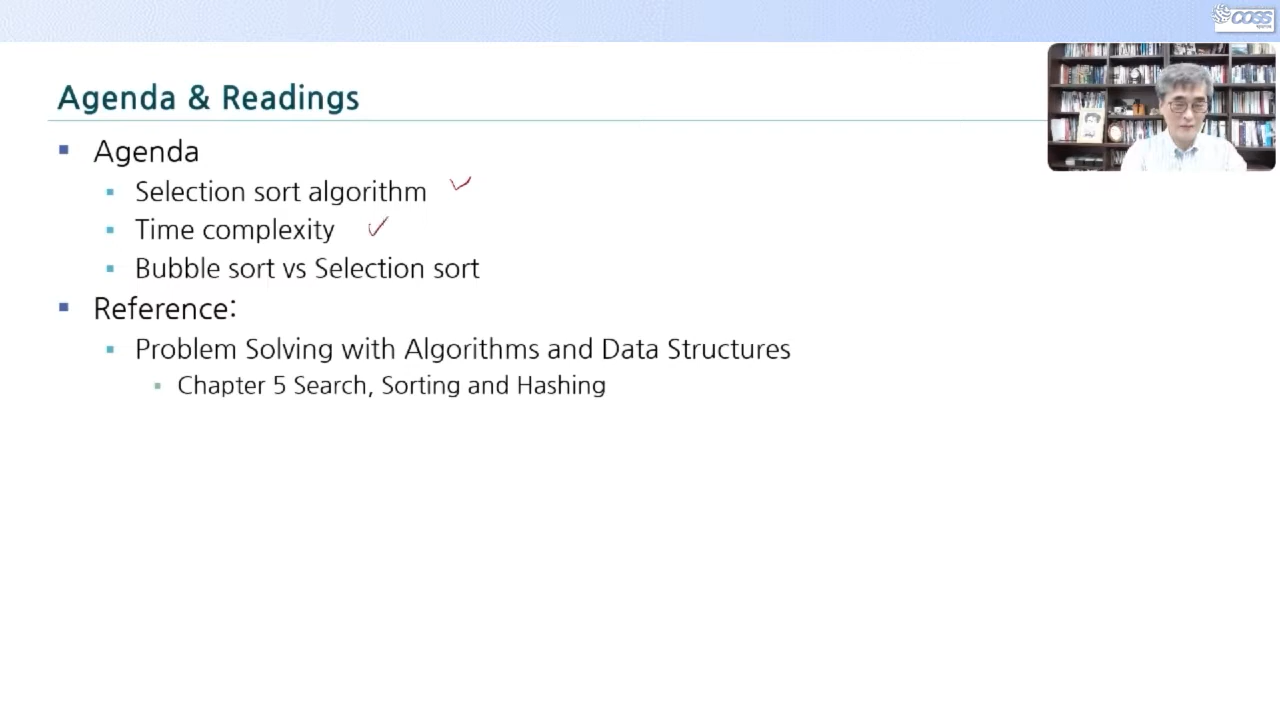 COSS
Agenda & Readings
Agenda
Selection sort algorithm
Time complexity
Bubble sort vs Selection sort
Reference:
Problem Solving with Algorithms and Data Structures
Chapter 5 Search, Sorting and Hashing